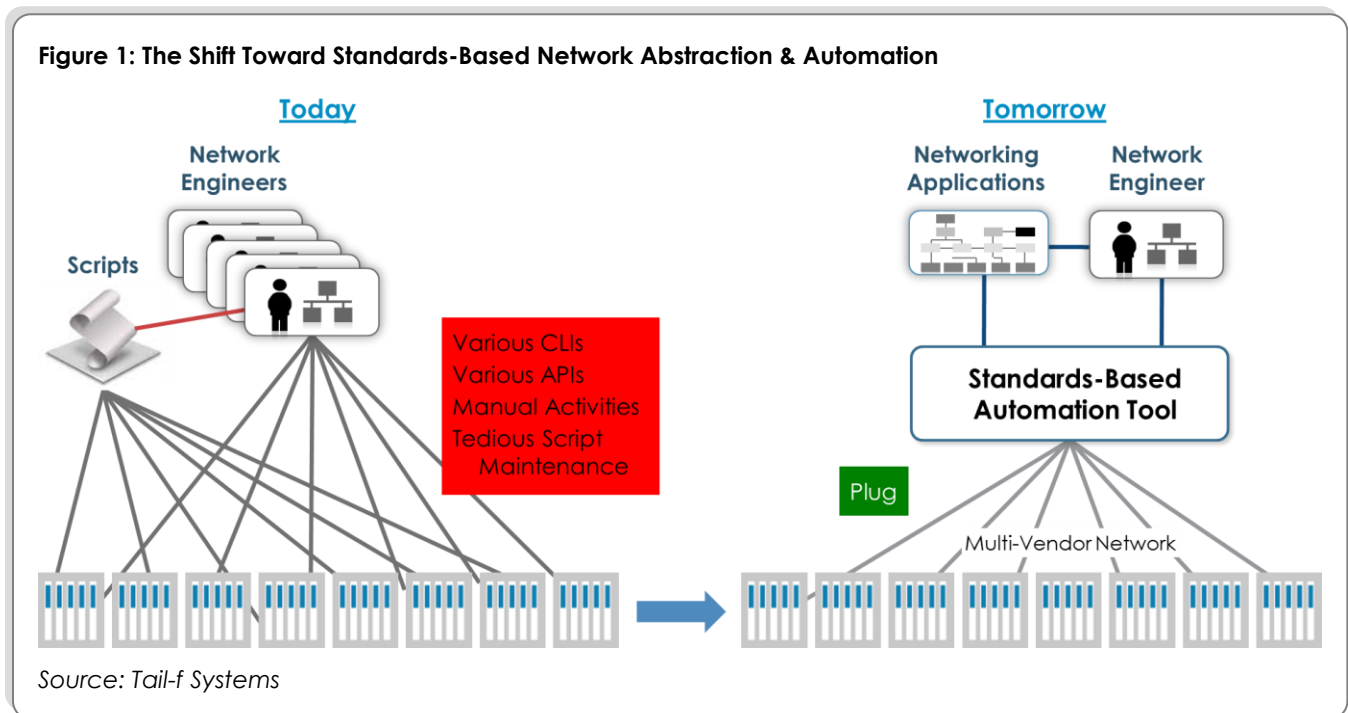 Figure 1: The Shift Toward Standards-Based Network Abstraction & Automation
Today
Network
Engineers
Scripts
Various CLIs
Various APIs
Manual Activities
Tedious Script
Maintenance
Tomorrow
Networking
Applications
Network
Engineer
Standards-Based
Automation Tool
Plug
Multi-Vendor Network
Source: Tail-f Systems